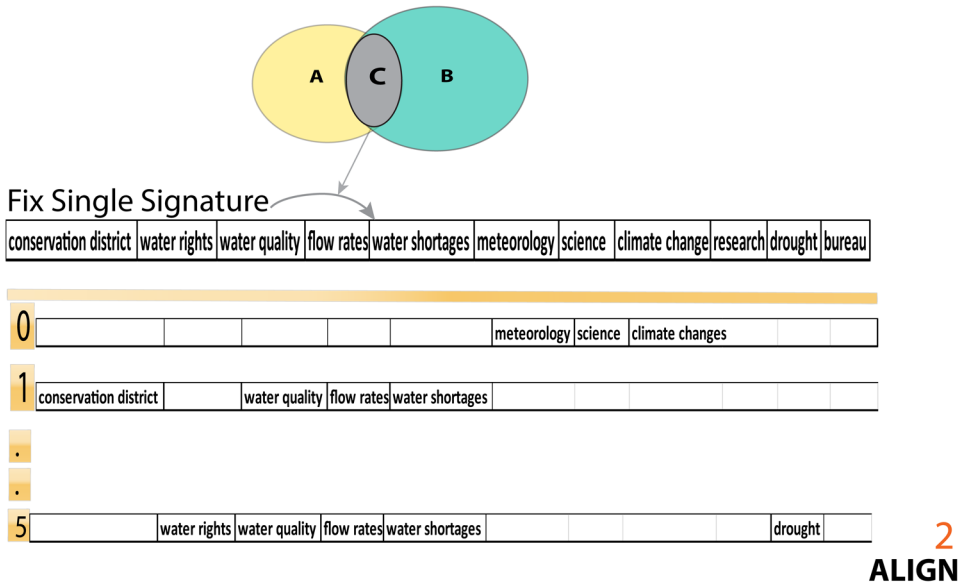 A C B
Fix Single Signature
conservation district water rights water quality flow rates water shortages meteorology science climate change research drought bureau
0 meteorology science climate changes
1 conservation district water quality flow rates water shortages
.
.
5 water rights water quality flow rates water shortages drought
2
ALIGN